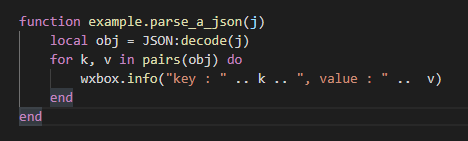 function example.parse_a_json(j)
    local obj = JSON:decode(j)
    for k, v in pairs(obj) do
        wxbox.info("key : " .. k .. ", value : " ..  v)
    end
end